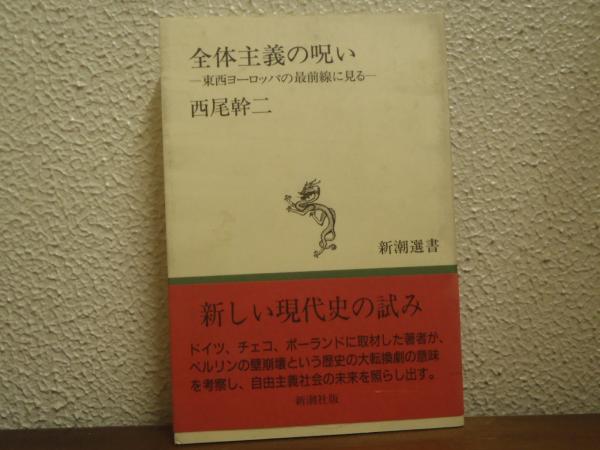 全体主義の呪い
―東西ヨーロッパの最前線に見る―
西尾幹二
新潮選書
新しい現代史の試み
ドイツ、チェコ、ポーランドに取材した著者が、
ベルリンの壁崩壊という歴史の大転換劇の意味
を考察し、自由主義社会の未来を照らし出す。
新潮社版